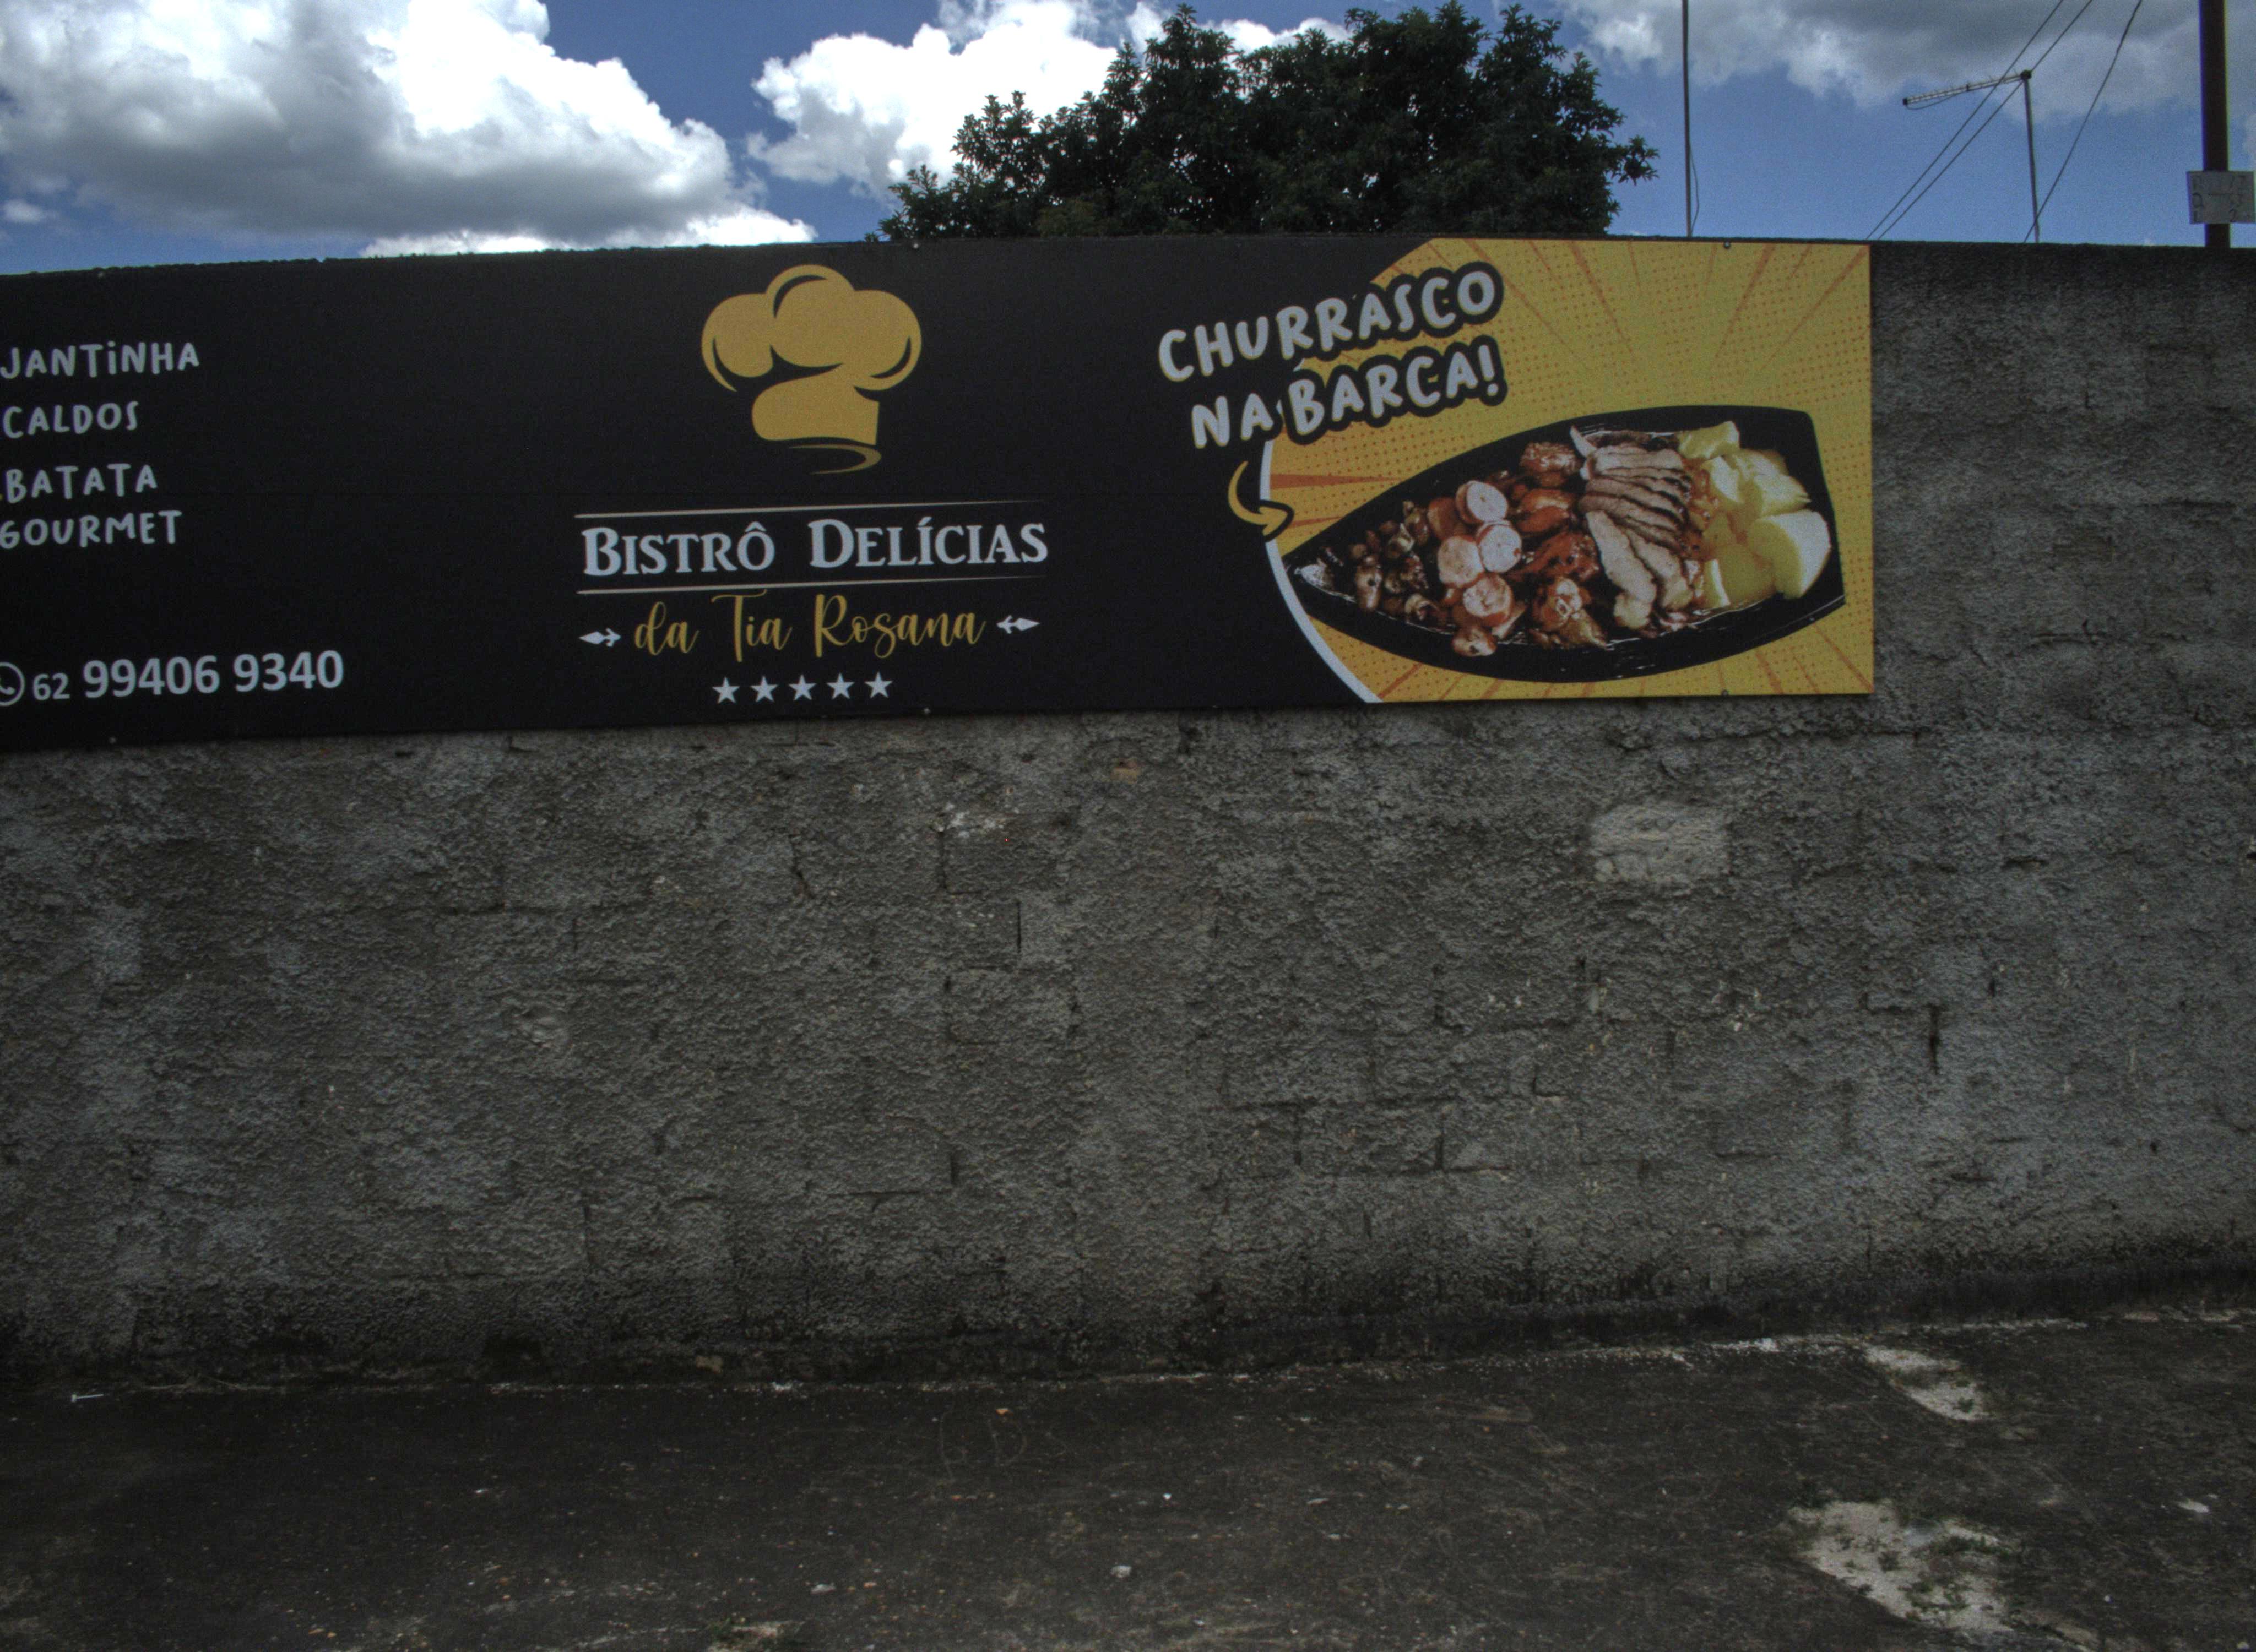 JANTINHA
CALDOS
BATATA
GOURMET
62 99406 9340
BISTRÔ DELÍCIAS
da Tia Rosana
CHURRASCO
NA BARCA!